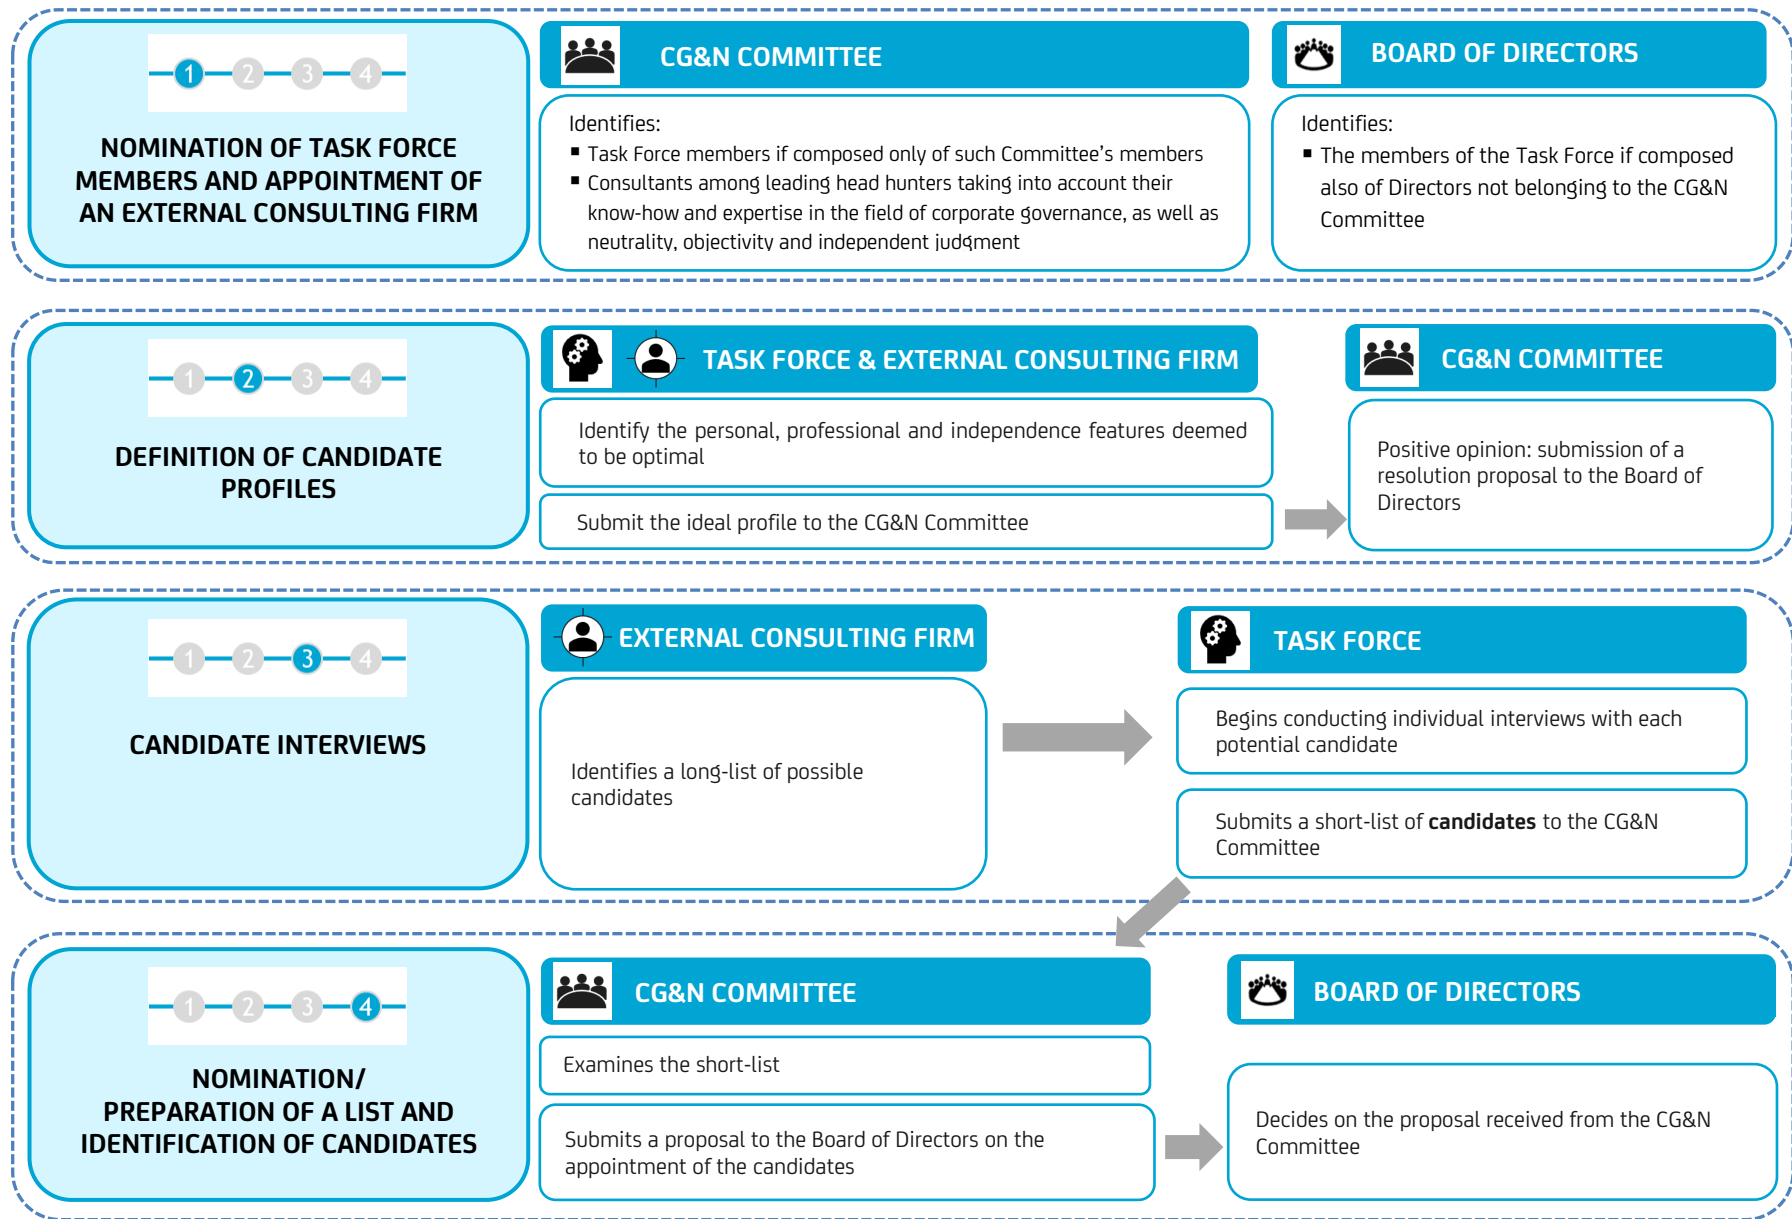 1 2 3 4
NOMINATION OF TASK FORCE
MEMBERS AND APPOINTMENT OF
AN EXTERNAL CONSULTING FIRM
CG&N COMMITTEE
Identifies:
▪ Task Force members if composed only of such Committee's members
▪ Consultants among leading head hunters taking into account their
know-how and expertise in the field of corporate governance, as well as
neutrality, objectivity and independent judgment
BOARD OF DIRECTORS
Identifies:
▪ The members of the Task Force if composed
also of Directors not belonging to the CG&N
Committee
1 2 3 4
DEFINITION OF CANDIDATE
PROFILES
TASK FORCE & EXTERNAL CONSULTING FIRM
Identify the personal, professional and independence features deemed
to be optimal
Submit the ideal profile to the CG&N Committee
CG&N COMMITTEE
Positive opinion: submission of a
resolution proposal to the Board of
Directors
1 2 3 4
CANDIDATE INTERVIEWS
EXTERNAL CONSULTING FIRM
Identifies a long-list of possible
candidates
TASK FORCE
Begins conducting individual interviews with each
potential candidate
Submits a short-list of candidates to the CG&N
Committee
1 2 3 4
NOMINATION/
PREPARATION OF A LIST AND
IDENTIFICATION OF CANDIDATES
CG&N COMMITTEE
Examines the short-list
Submits a proposal to the Board of Directors on the
appointment of the candidates
BOARD OF DIRECTORS
Decides on the proposal received from the CG&N
Committee